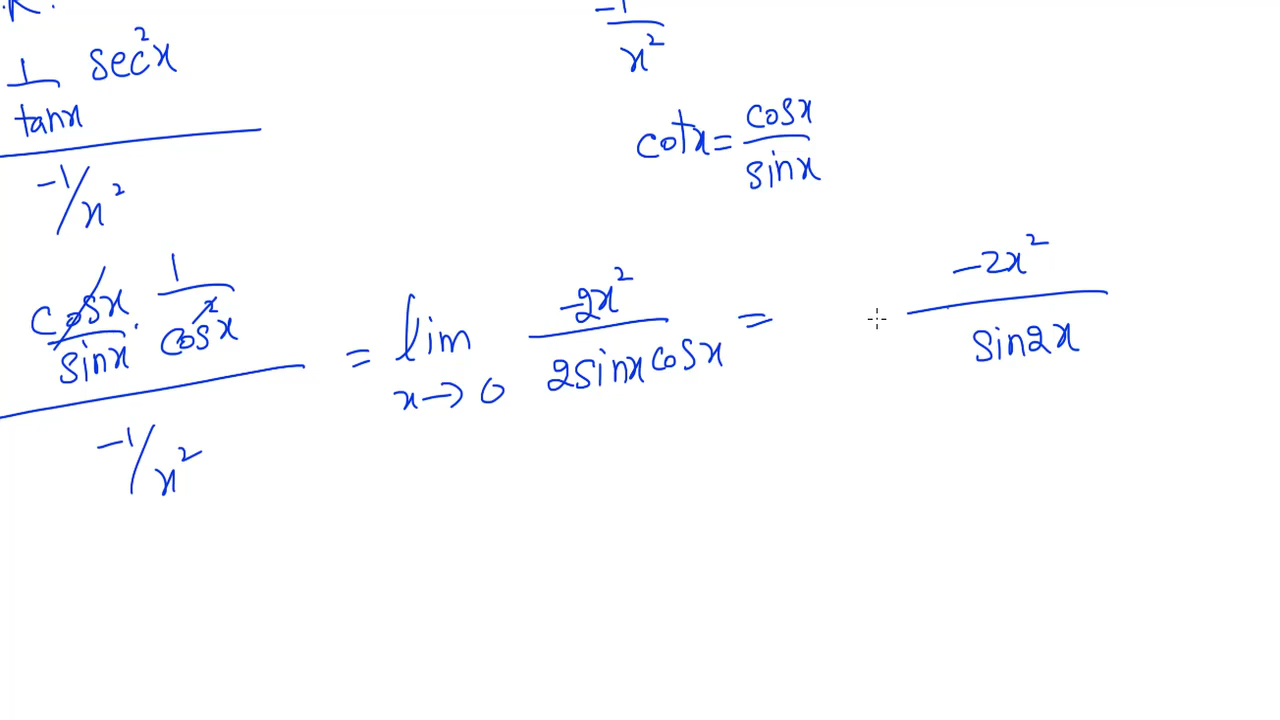 .R.
1/tanx sec²x
-1/x²
-1/x²
cotx = cosx/sinx
cosx/sinx · 1/cos²x
-1/x²
= lim x→0 -2x²/2sinxcosx = -2x²/sin2x